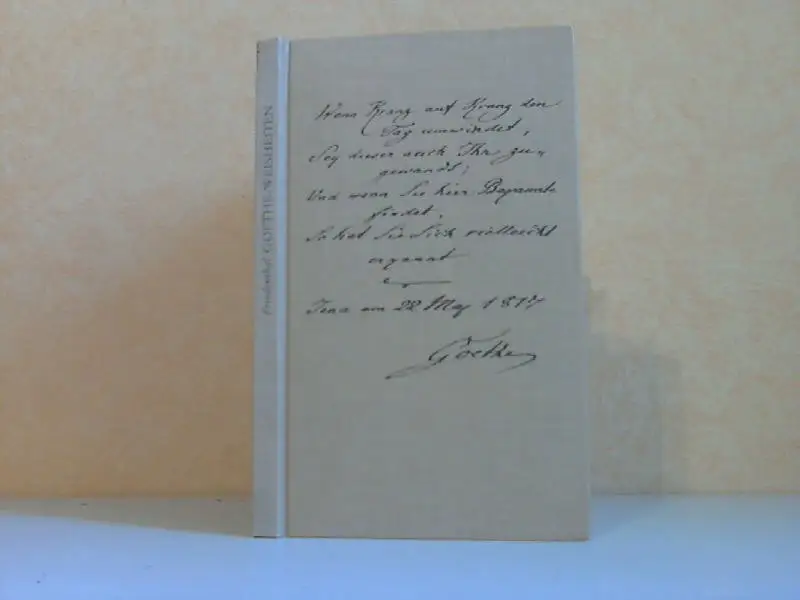 Friedenthal GOETHE-WEISHEITEN
Wenn Kranz auf Kranz den
Tag umwindet,
Sey dieser auch Ihr zu„
gewandt;
Und wenn Sie hier Bekannte
findet,
So hat Sie Sich vielleicht
erkannt
Jena am 22 May 1817
Goethe